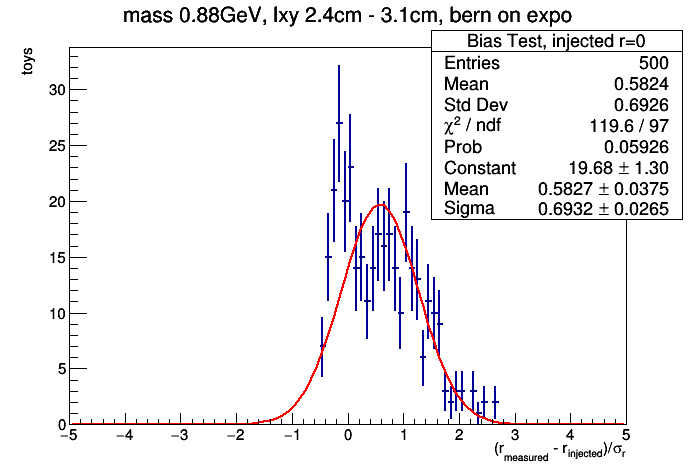 mass 0.88GeV, lxy 2.4cm - 3.1cm, bern on expo
Bias Test, injected r=0
Entries 500
Mean 0.5824
Std Dev 0.6926
χ² / ndf 119.6 / 97
Prob 0.05926
Constant 19.68 ± 1.30
Mean 0.5827 ± 0.0375
Sigma 0.6932 ± 0.0265
toys
30
25
20
15
10
5
0
−5 −4 −3 −2 −1 0 1 2 3 4 5
(r_measured - r_injected)/σ_r